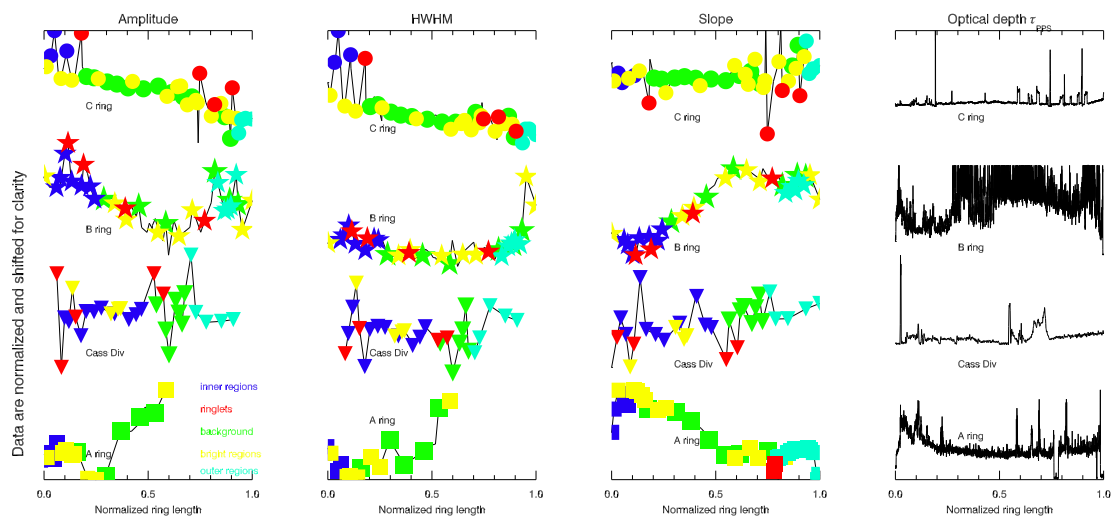 Amplitude
HWHM
Slope
Optical depth τPPS
Data are normalized and shifted for clarity
C ring
C ring
C ring
C ring
B ring
B ring
B ring
B ring
Cass Div
Cass Div
Cass Div
Cass Div
inner regions
ringlets
background
bright regions
outer regions
A ring
A ring
A ring
A ring
0.0 0.5 1.0
0.0 0.5 1.0
0.0 0.5 1.0
0.0 0.5 1.0
Normalized ring length
Normalized ring length
Normalized ring length
Normalized ring length